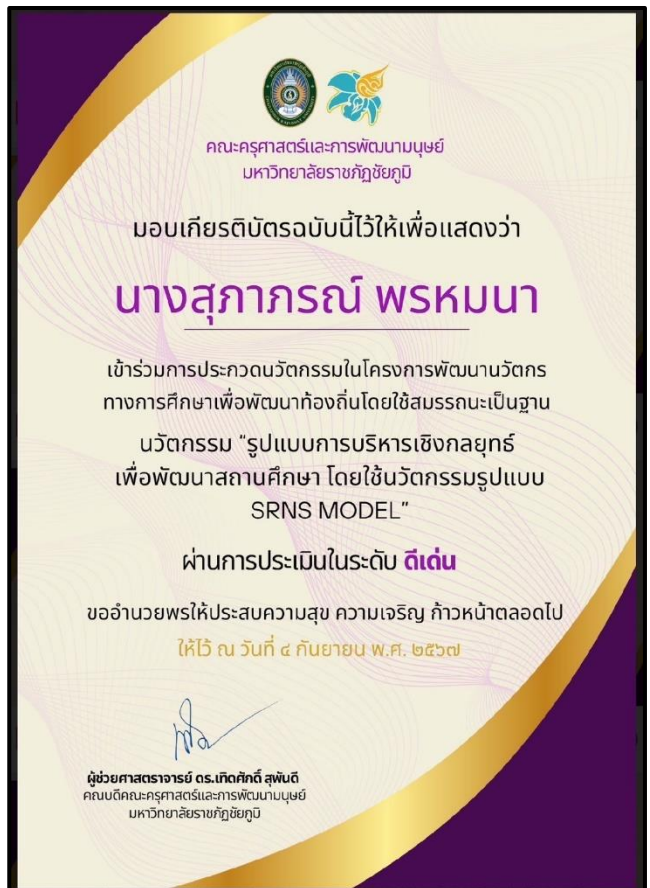 คณะครุศาสตร์และการพัฒนามนุษย์
มหาวิทยาลัยราชภัฏชัยภูมิ
มอบเกียรติบัตรฉบับนี้ไว้ให้เพื่อแสดงว่า
นางสุภาภรณ์ พรหมนา
เข้าร่วมการประกวดนวัตกรรมในโครงการพัฒนานวัตกร
ทางการศึกษาเพื่อพัฒนาท้องถิ่นโดยใช้สมรรถนะเป็นฐาน
นวัตกรรม “รูปแบบการบริหารเชิงกลยุทธ์
เพื่อพัฒนาสถานศึกษา โดยใช้นวัตกรรมรูปแบบ
SRNS MODEL”
ผ่านการประเมินในระดับ ดีเด่น
ขออำนวยพรให้ประสบความสุข ความเจริญ ก้าวหน้าตลอดไป
ให้ไว้ ณ วันที่ ๔ กันยายน พ.ศ. ๒๕๖๗
ผู้ช่วยศาสตราจารย์ ดร.เทิดศักดิ์ สุพันดี
คณบดีคณะครุศาสตร์และการพัฒนามนุษย์
มหาวิทยาลัยราชภัฏชัยภูมิ